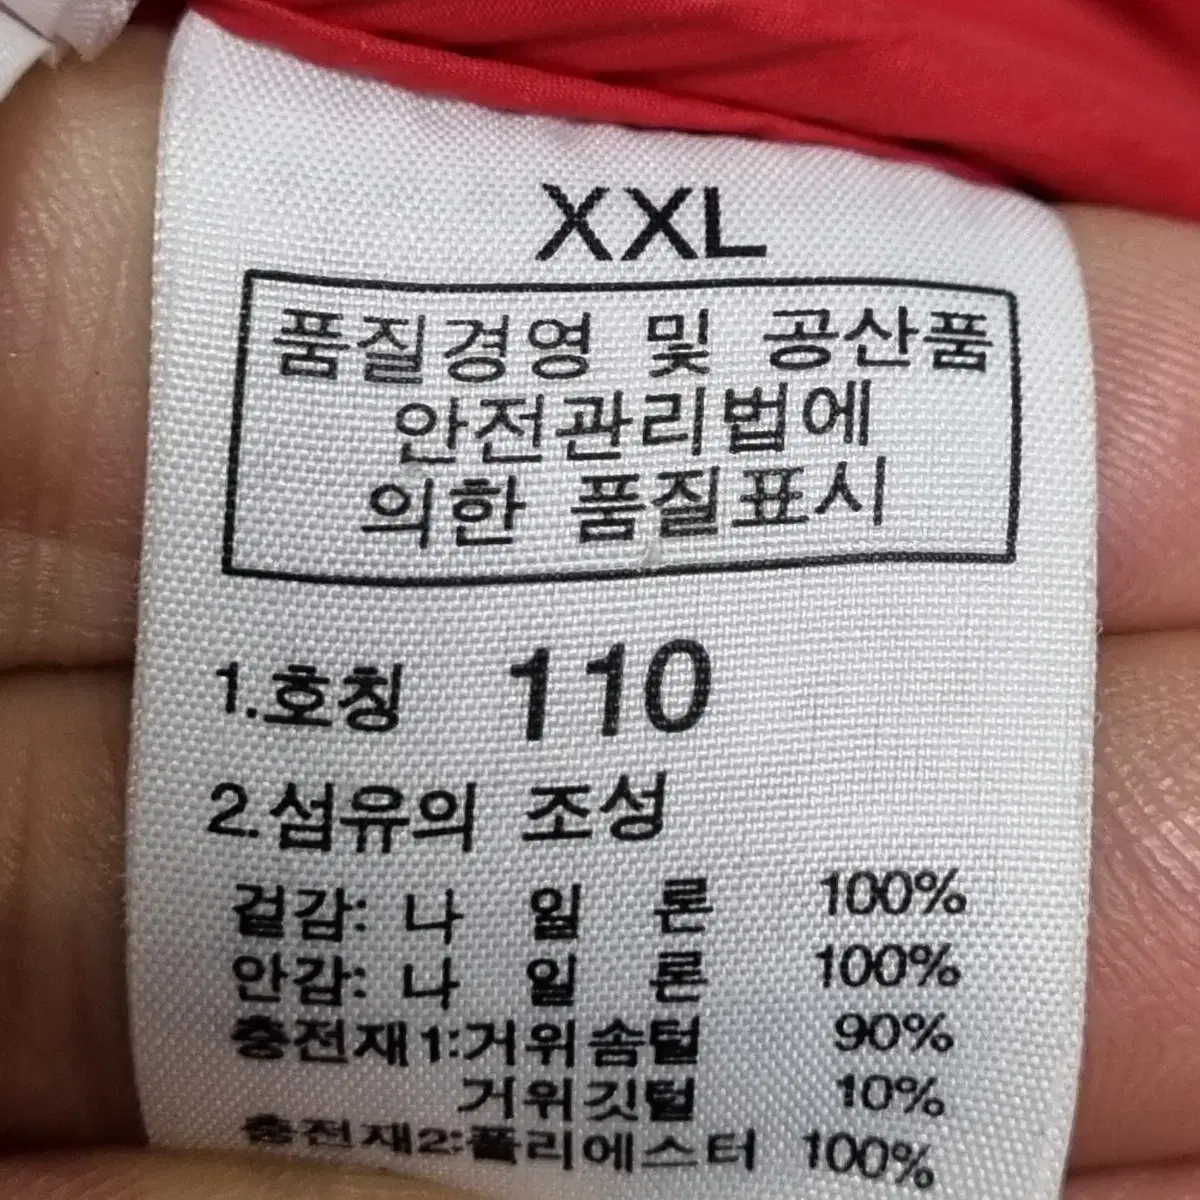 XXL
품질경영 및 공산품
안전관리법에
의한 품질표시
1.호칭 110
2.섬유의 조성
겉감: 나 일 론 100%
안감: 나 일 론 100%
충전재1:거위솜털 90%
거위깃털 10%
충전재2:폴리에스터 100%